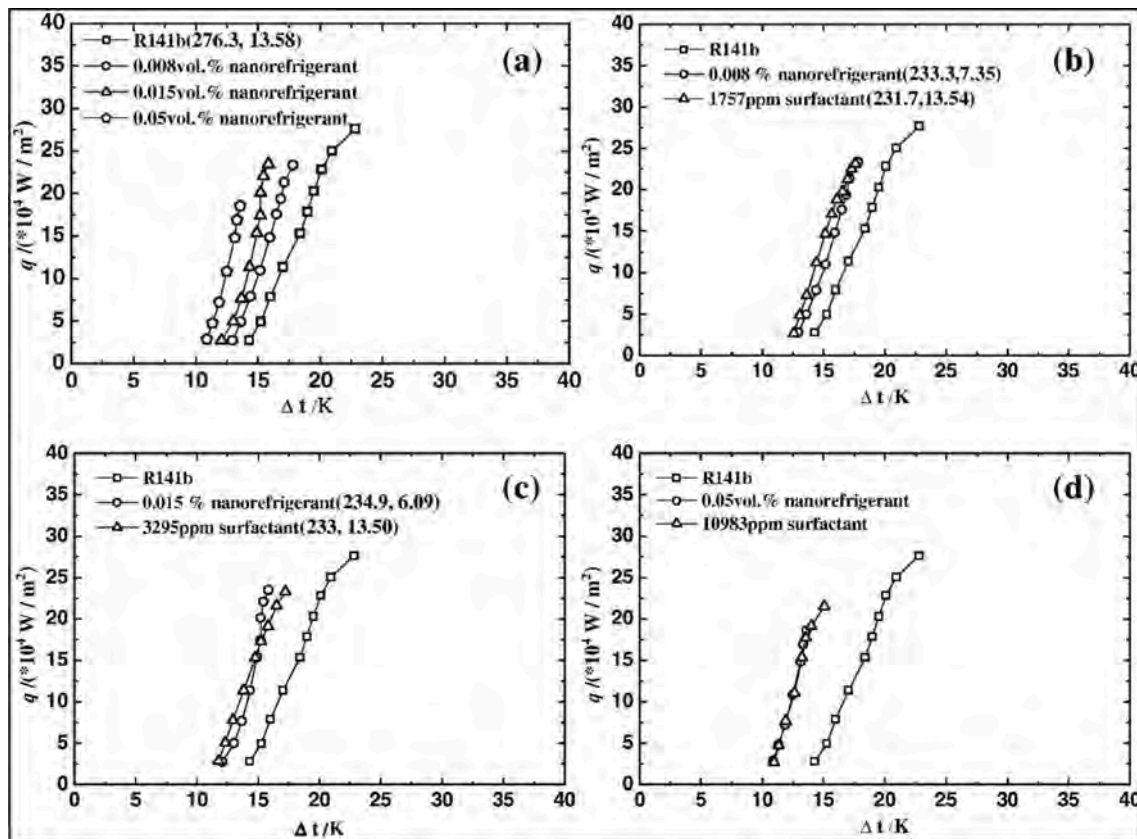 (a)
R141b(276.3, 13.58)
0.008vol.% nanorefrigerant
0.015vol.% nanorefrigerant
0.05vol.% nanorefrigerant
q /(*10⁴ W / m²)
40
35
30
25
20
15
10
5
0
0 5 10 15 20 25 30 35 40
Δ t /K
(b)
R141b
0.008 % nanorefrigerant(233.3,7.35)
1757ppm surfactant(231.7,13.54)
q /(*10⁴ W / m²)
40
35
30
25
20
15
10
5
0
0 5 10 15 20 25 30 35 40
Δ t /K
(c)
R141b
0.015 % nanorefrigerant(234.9, 6.09)
3295ppm surfactant(233, 13.50)
q /(*10⁴ W / m²)
40
35
30
25
20
15
10
5
0
0 5 10 15 20 25 30 35 40
Δ t /K
(d)
R141b
0.05vol.% nanorefrigerant
10983ppm surfactant
q /(*10⁴ W / m²)
40
35
30
25
20
15
10
5
0
0 5 10 15 20 25 30 35 40
Δ t /K